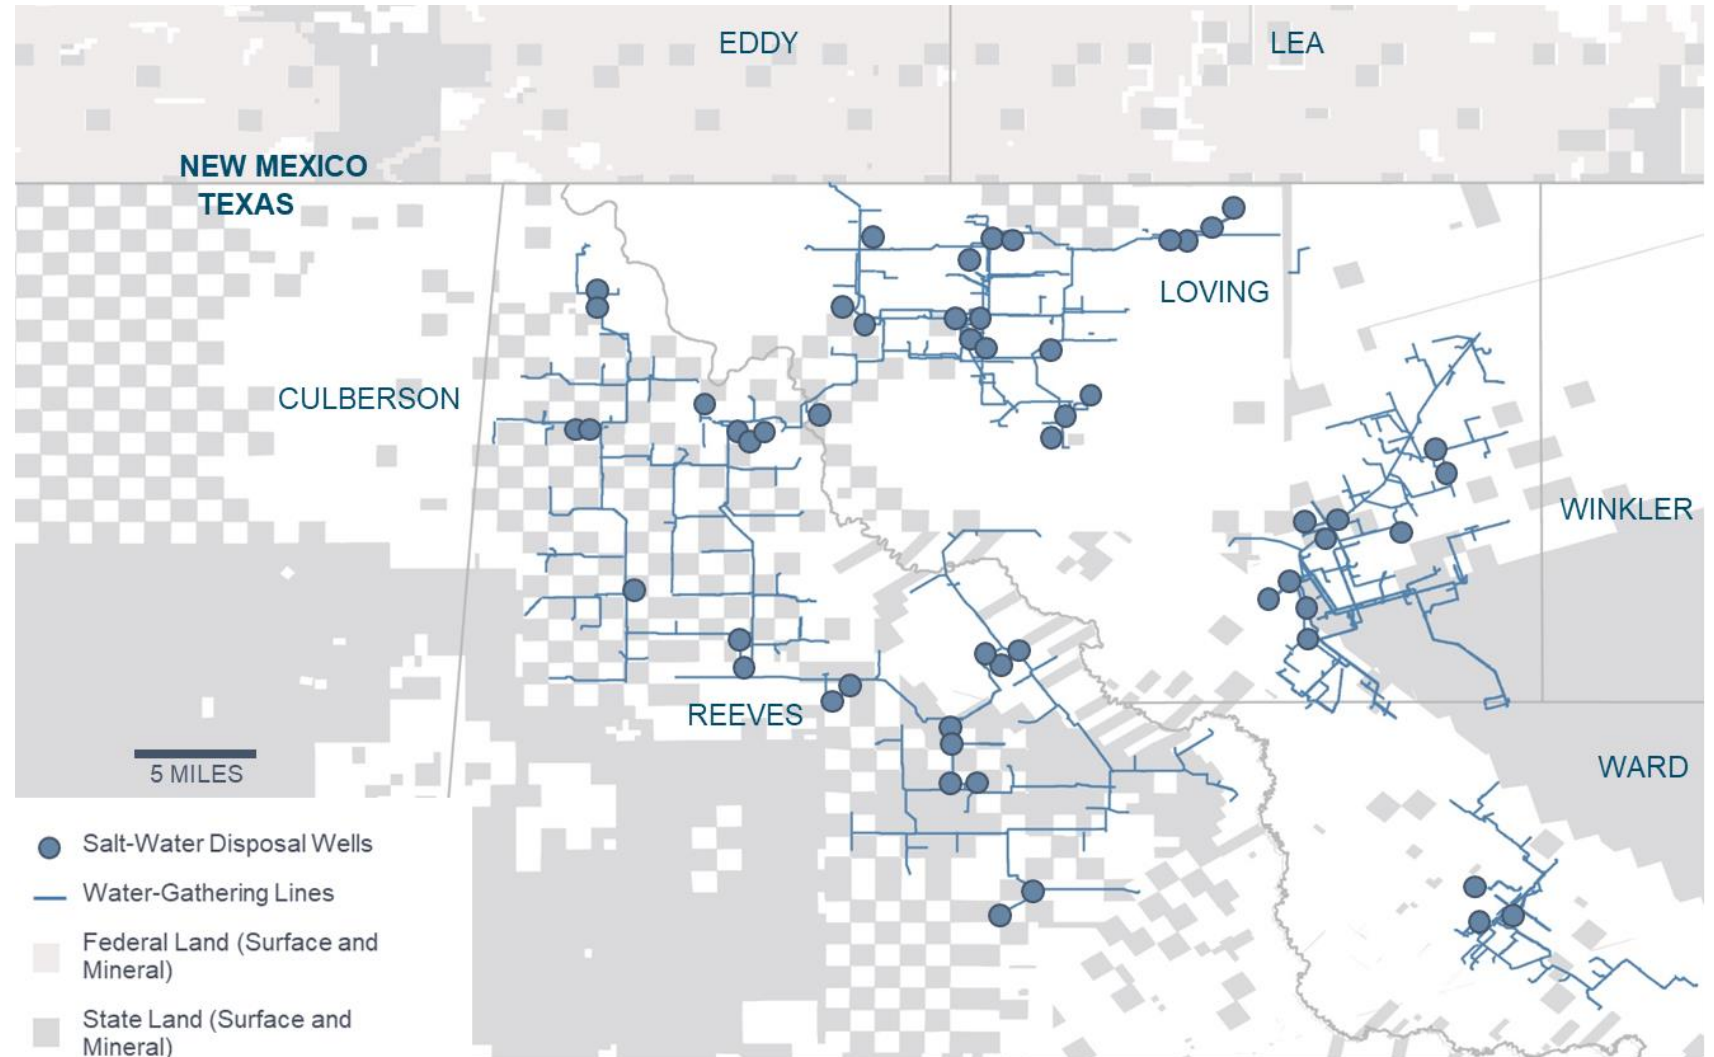 EDDY
LEA
NEW MEXICO
TEXAS
LOVING
CULBERSON
WINKLER
REEVES
WARD
5 MILES
Salt-Water Disposal Wells
Water-Gathering Lines
Federal Land (Surface and
Mineral)
State Land (Surface and
Mineral)